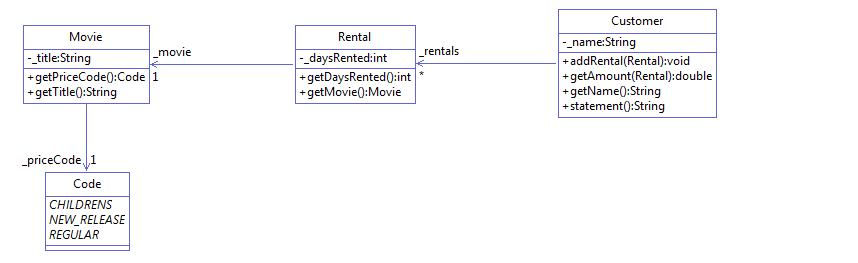 Movie
-_title:String
+getPriceCode():Code
+getTitle():String
_movie
1
Rental
-_daysRented:int
+getDaysRented():int
+getMovie():Movie
_rentals
*
Customer
-_name:String
+addRental(Rental):void
+getAmount(Rental):double
+getName():String
+statement():String
_priceCode 1
Code
CHILDRENS
NEW_RELEASE
REGULAR